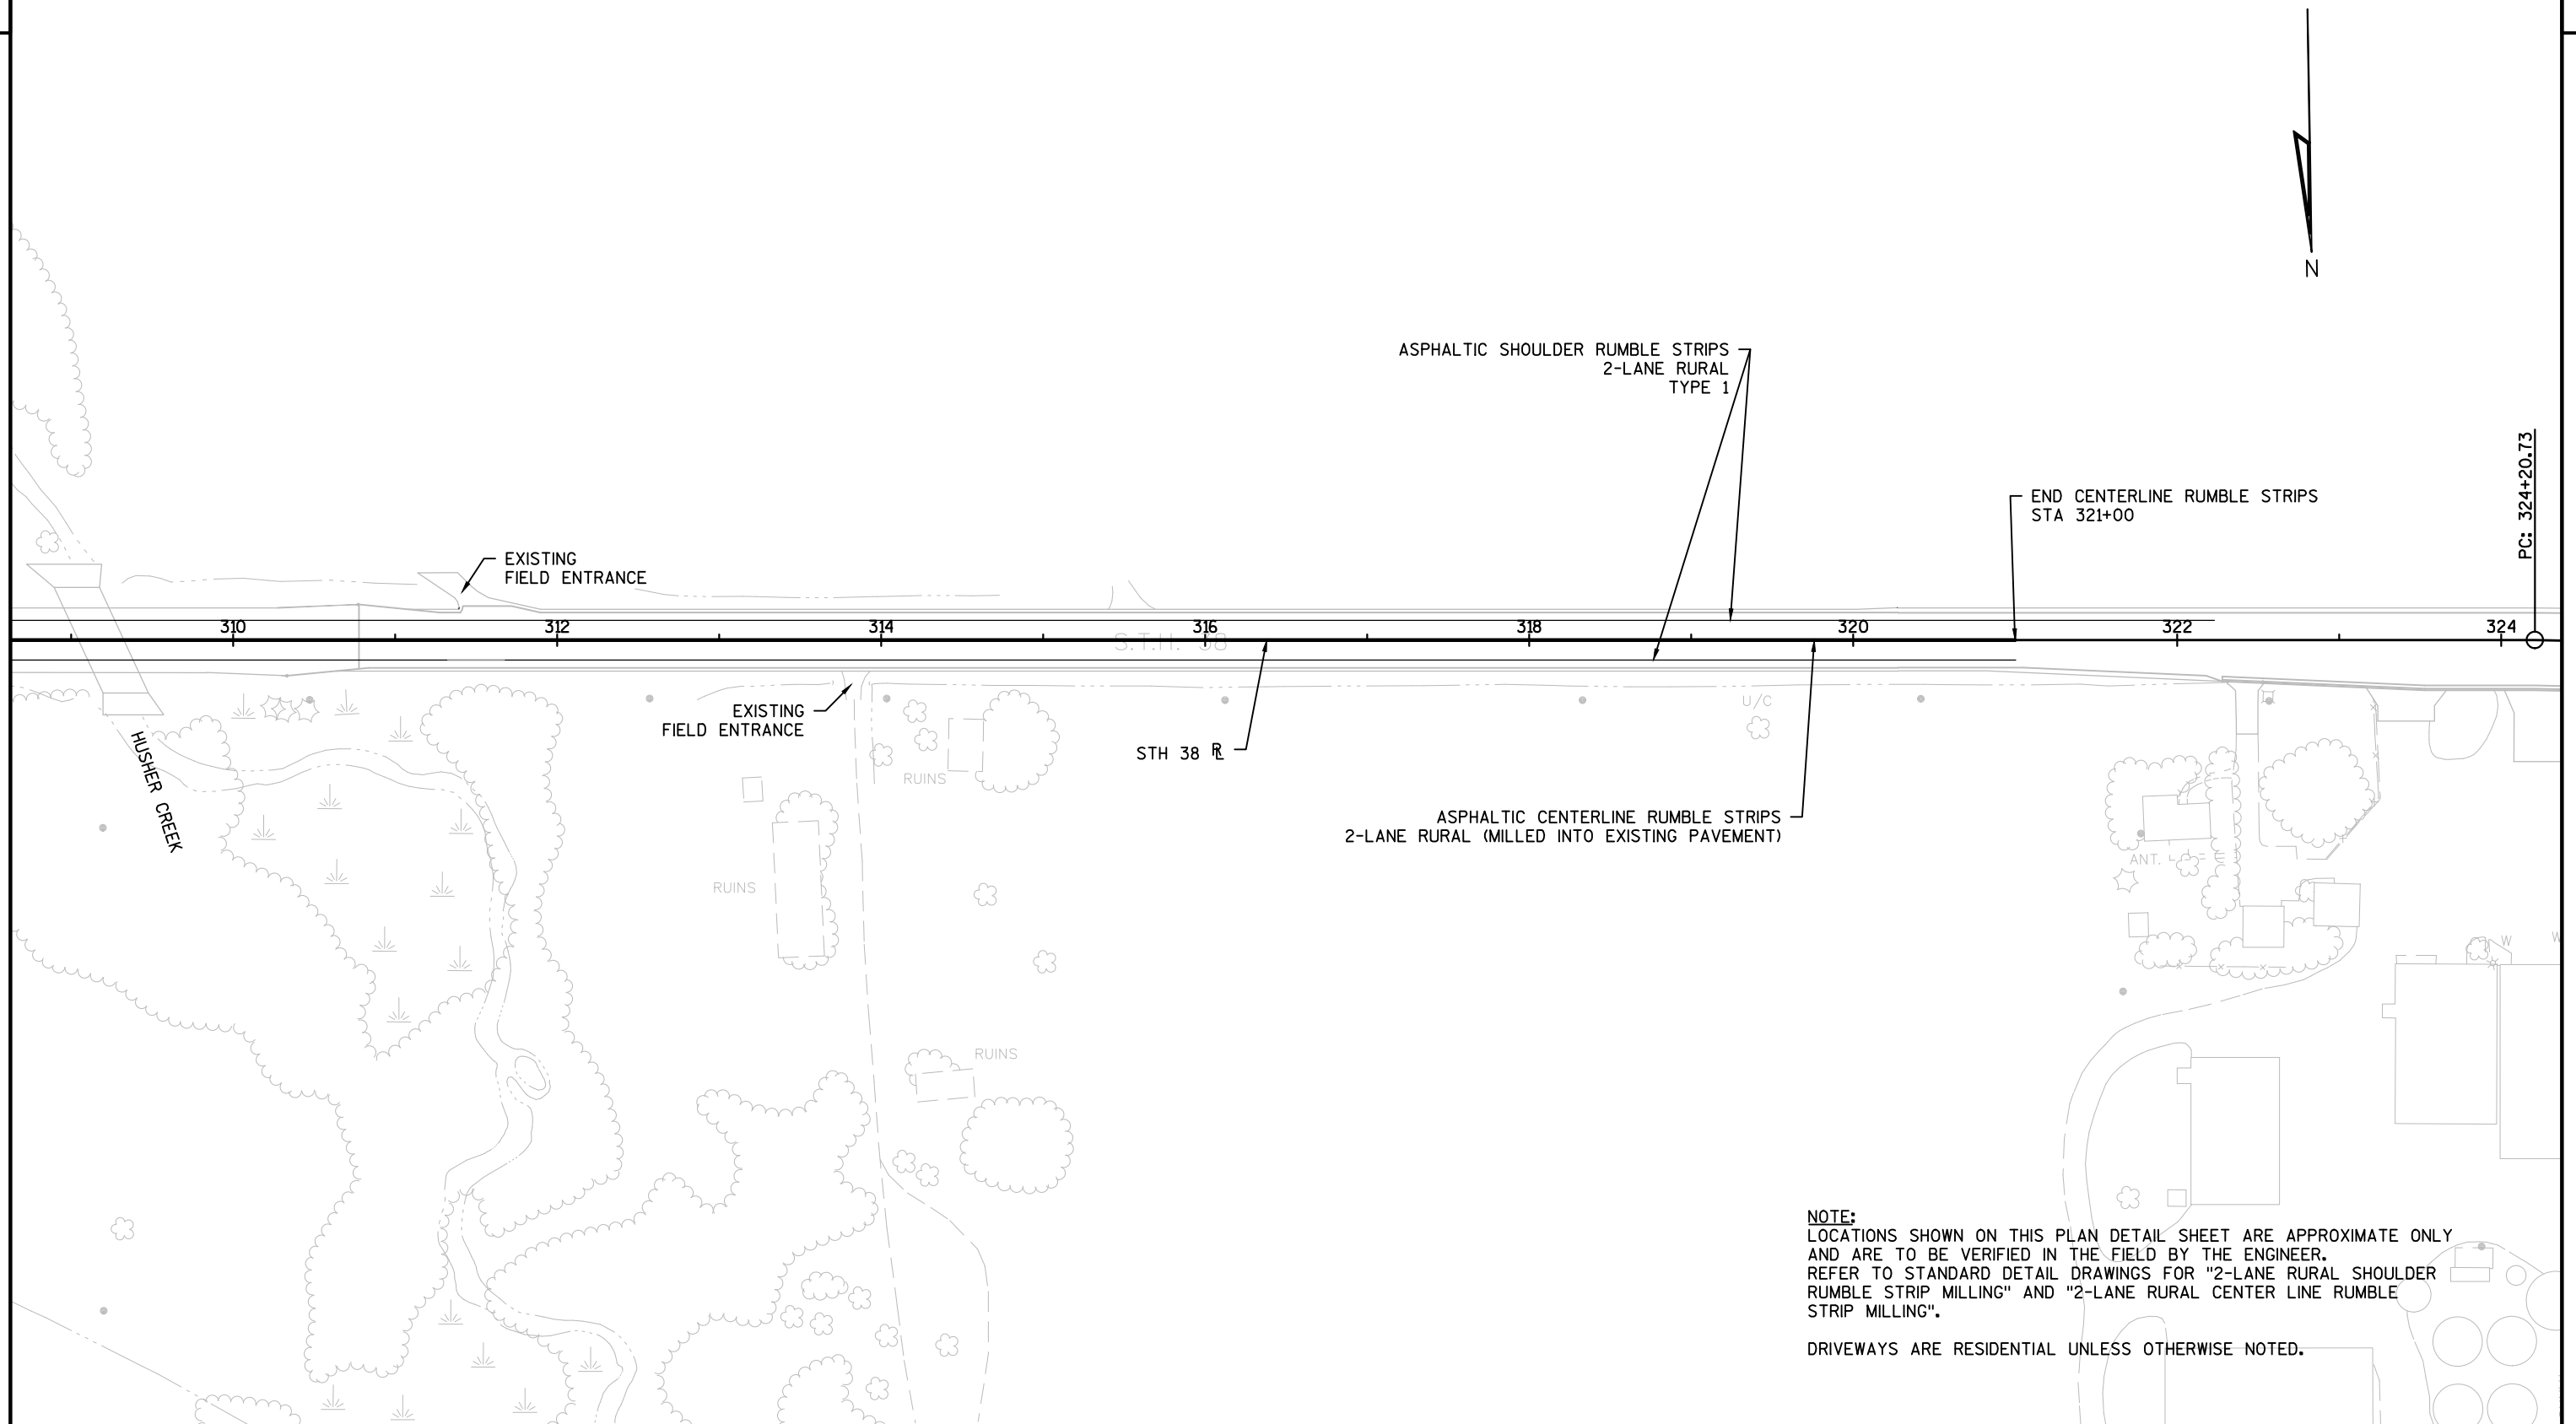 N
ASPHALTIC SHOULDER RUMBLE STRIPS
2-LANE RURAL
TYPE 1
PC: 324+20.73
END CENTERLINE RUMBLE STRIPS
STA 321+00
EXISTING
FIELD ENTRANCE
310 312 314 316 318 320 322 324
S.T.H. 38
EXISTING
FIELD ENTRANCE
U/C
STH 38 RL
HUSHER CREEK
RUINS
ASPHALTIC CENTERLINE RUMBLE STRIPS
2-LANE RURAL (MILLED INTO EXISTING PAVEMENT)
ANT.
RUINS
W
W
RUINS
NOTE:
LOCATIONS SHOWN ON THIS PLAN DETAIL SHEET ARE APPROXIMATE ONLY
AND ARE TO BE VERIFIED IN THE FIELD BY THE ENGINEER.
REFER TO STANDARD DETAIL DRAWINGS FOR "2-LANE RURAL SHOULDER
RUMBLE STRIP MILLING" AND "2-LANE RURAL CENTER LINE RUMBLE
STRIP MILLING".
DRIVEWAYS ARE RESIDENTIAL UNLESS OTHERWISE NOTED.